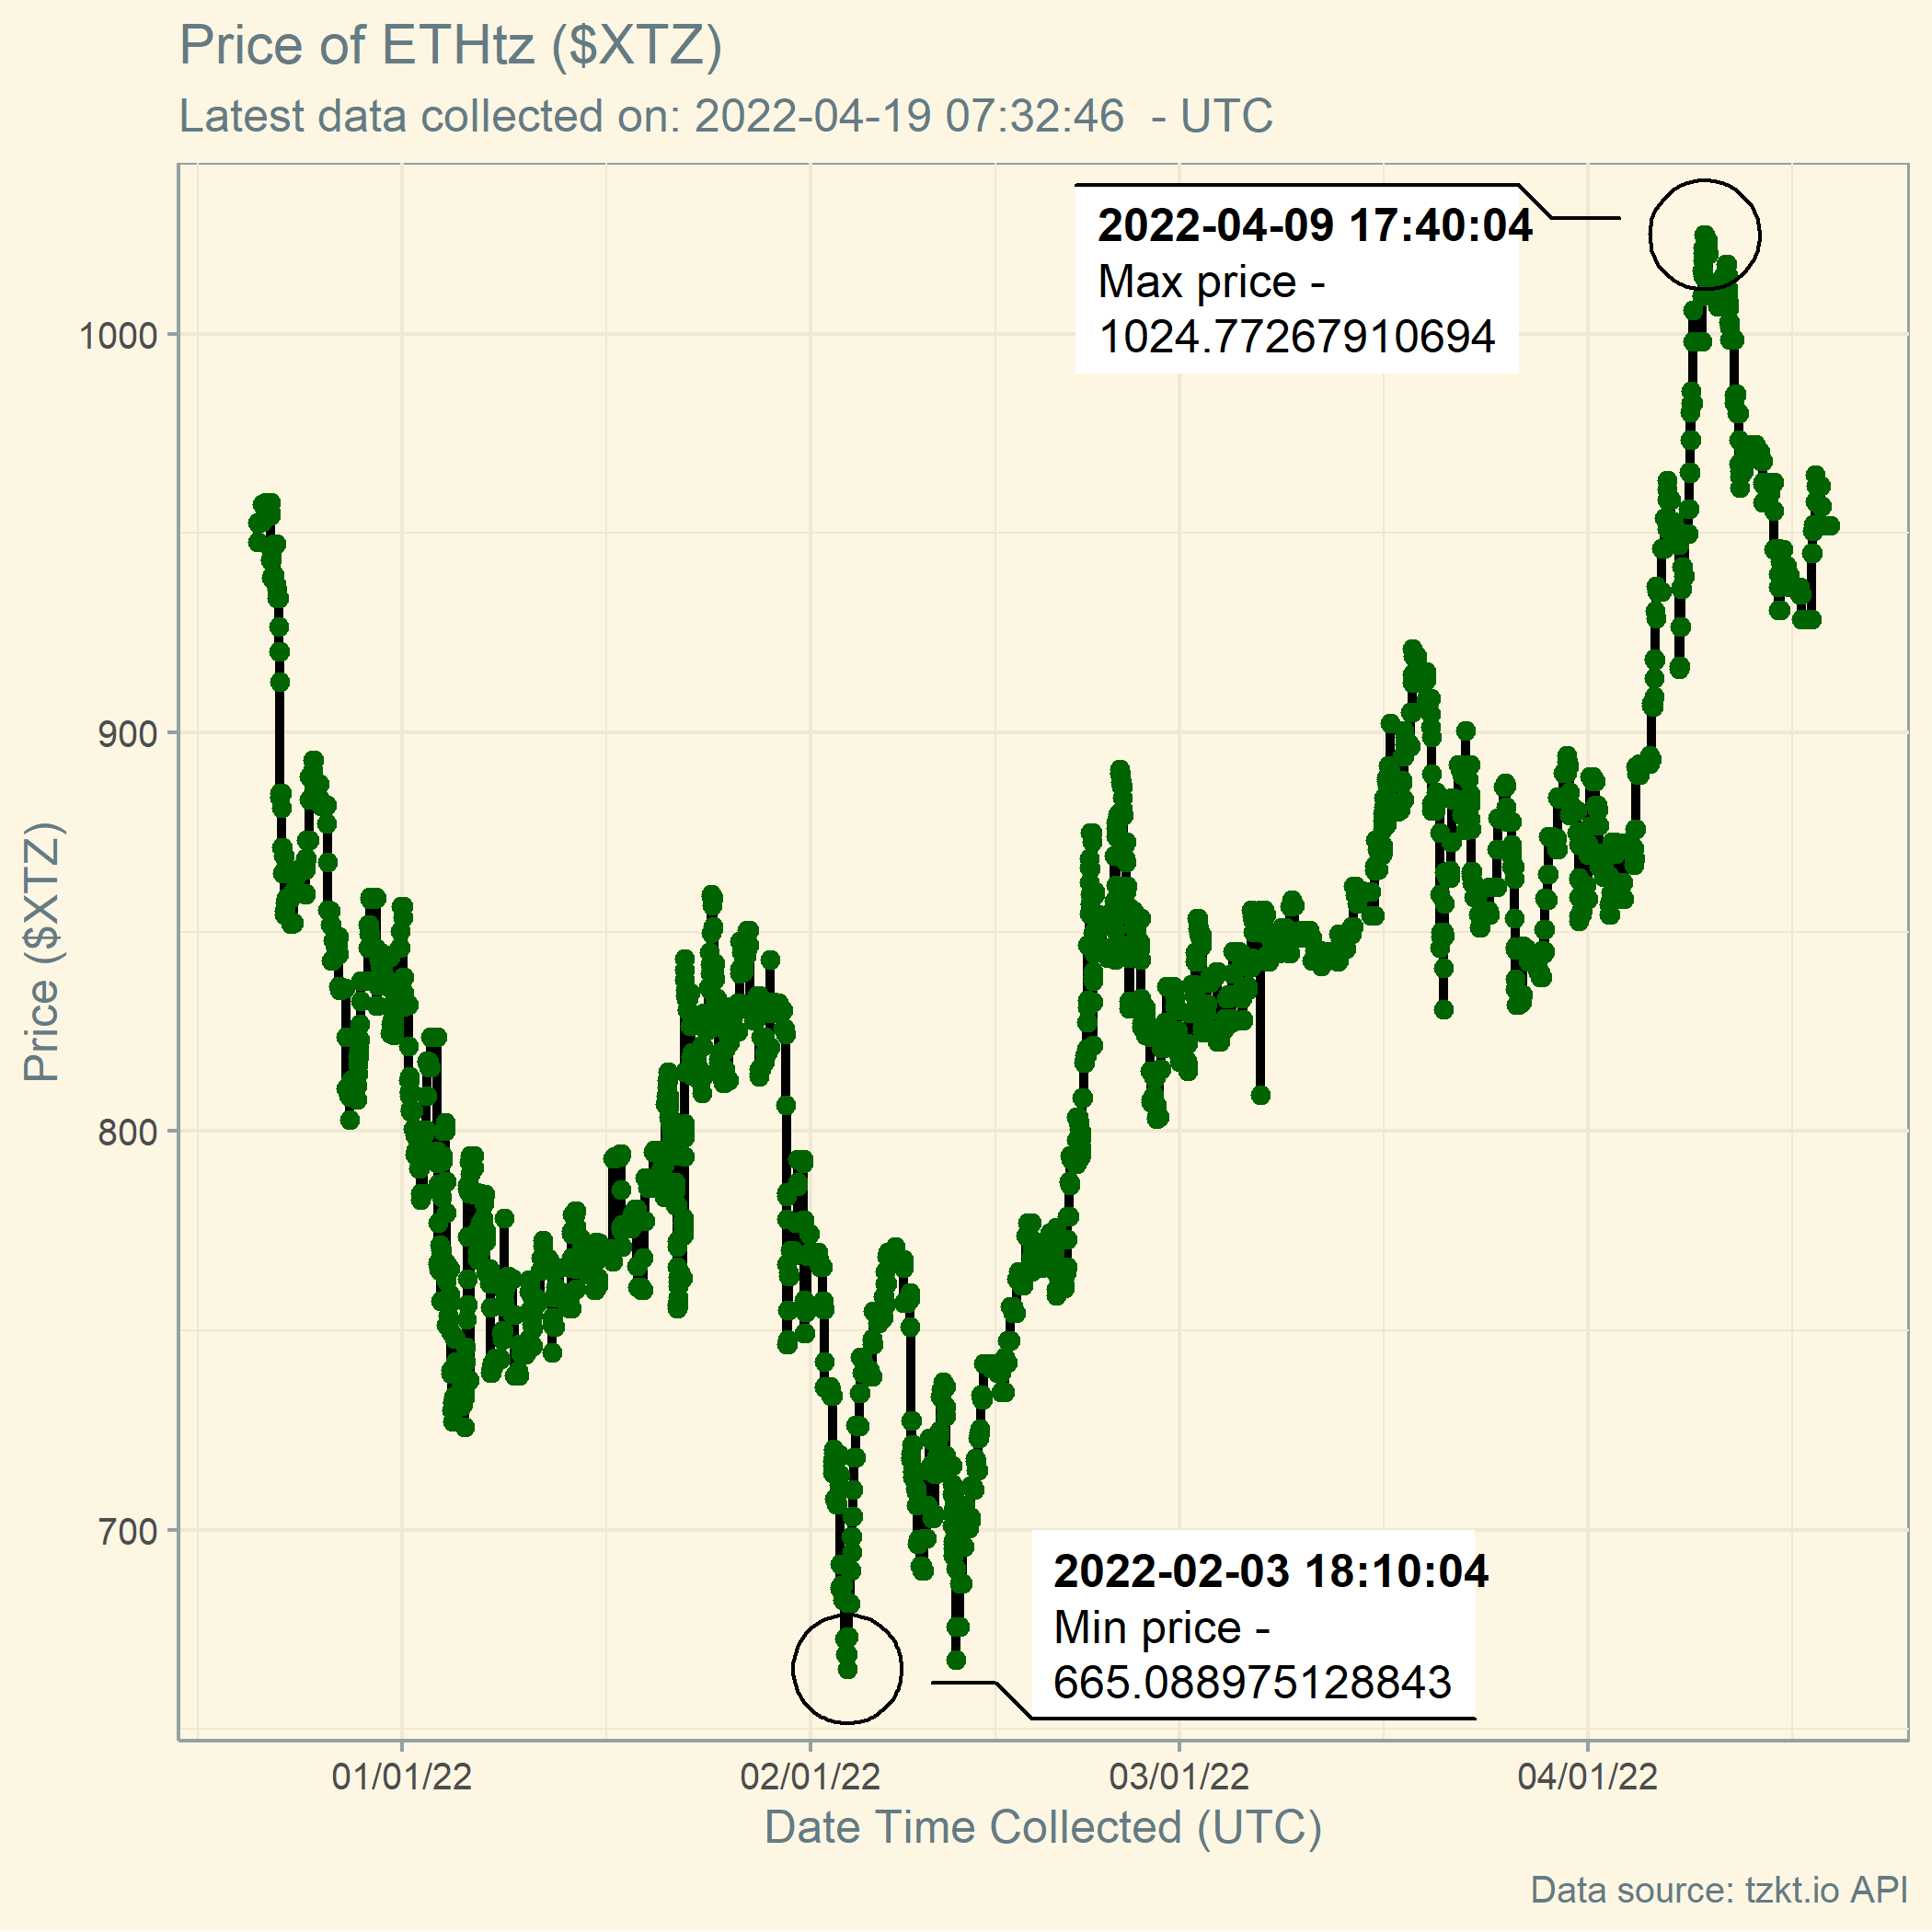 Price of ETHtz ($XTZ)
Latest data collected on: 2022-04-19 07:32:46  - UTC
2022-04-09 17:40:04
Max price -
1024.77267910694
1000
900
800
700
Price ($XTZ)
2022-02-03 18:10:04
Min price -
665.088975128843
01/01/22
02/01/22
03/01/22
04/01/22
Date Time Collected (UTC)
Data source: tzkt.io API